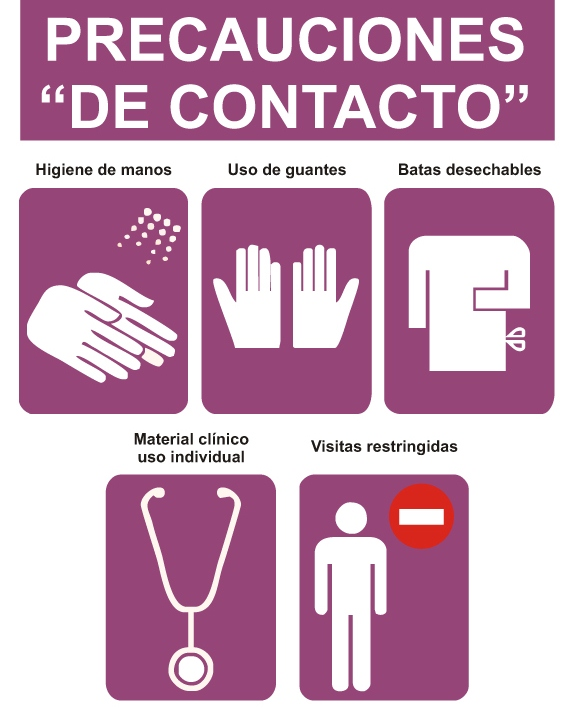 PRECAUCIONES
“DE CONTACTO”
Higiene de manos
Uso de guantes
Batas desechables
Material clínico
uso individual
Visitas restringidas